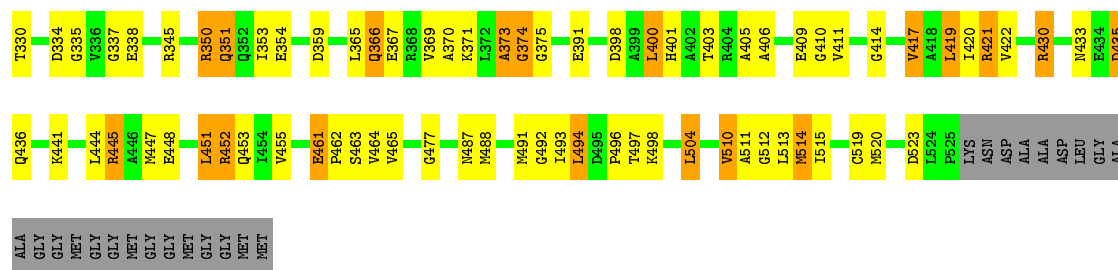 T330 D334 G335 V336 G337 E338 R345 R350 Q351 Q352 I353 E354 D359 L365 Q366 E367 R368 V369 A370 K371 L372 A373 G374 G375 E391 D398 A399 L400 H401 A402 T403 R404 A405 A406 E409 G410 V411 G414 V417 A418 L419 I420 R421 V422 R430 N433 E434 D435
Q436 K441 L444 R445 A446 M447 E448 L451 R452 Q453 I454 V455 E461 P462 S463 V464 V465 G477 N487 M488 M491 G492 I493 L494 D495 P496 T497 K498 L504 V510 A511 G512 L513 M514 I515 C519 M520 D523 L524 P525 LYS ASN ASP ALA ALA ASP LEU GLY ALA
ALA GLY GLY MET GLY GLY MET GLY GLY MET GLY GLY MET MET